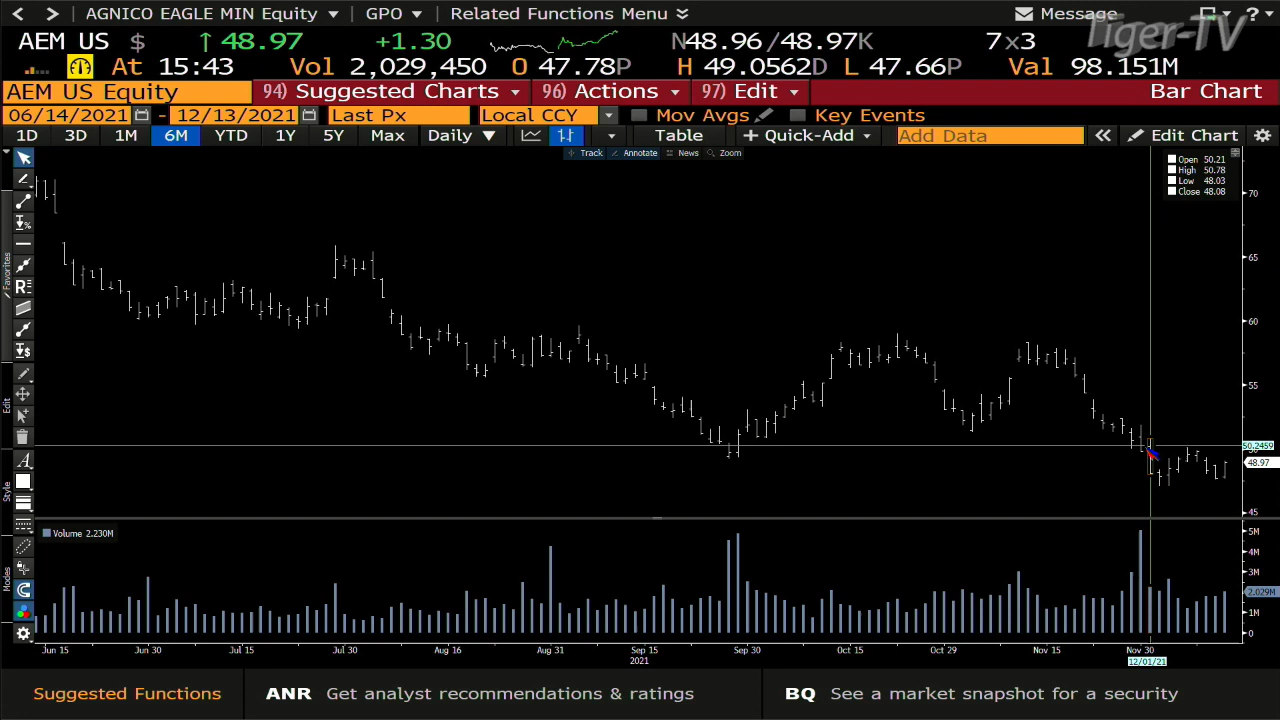 AGNICO EAGLE MIN Equity GPO Related Functions Menu Message ?
Tiger-TV
AEM US $ ↑ 48.97 +1.30 N48.96/48.97K 7x3
At 15:43 Vol 2,029,450 O 47.78P H 49.0562D L 47.66P Val 98.151M
AEM US Equity 94) Suggested Charts 96) Actions 97) Edit Bar Chart
06/14/2021 - 12/13/2021 Last Px Local CCY Mov Avgs Key Events
1D 3D 1M 6M YTD 1Y 5Y Max Daily ▼ Table + Quick-Add Add Data « Edit Chart
Track Annotate News Zoom
Open 50.21
High 50.78
Low 48.03
Close 48.08
70
65
60
55
50.2459
50
48.97
45
Favorites
Edit
Style
Modes
Volume 2.230M
5M
4M
3M
2.029M
1M
0
Jun 15 Jun 30 Jul 15 Jul 30 Aug 16 Aug 31 Sep 15 Sep 30 Oct 15 Oct 29 Nov 15 Nov 30
2021 12/01/21
Suggested Functions ANR Get analyst recommendations & ratings BQ See a market snapshot for a security